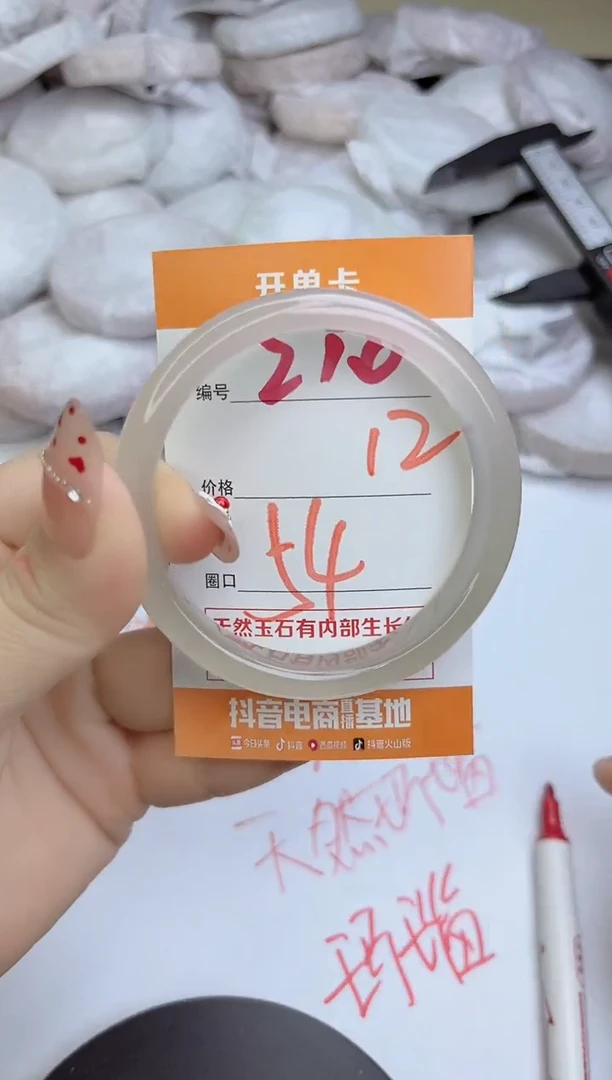 开单卡
编号 210
12
价格
54
圈口
天然玉石有内部生长
抖音电商直播基地
今日头条 抖音 西瓜视频 抖音火山版
天然玛瑙
玛瑙